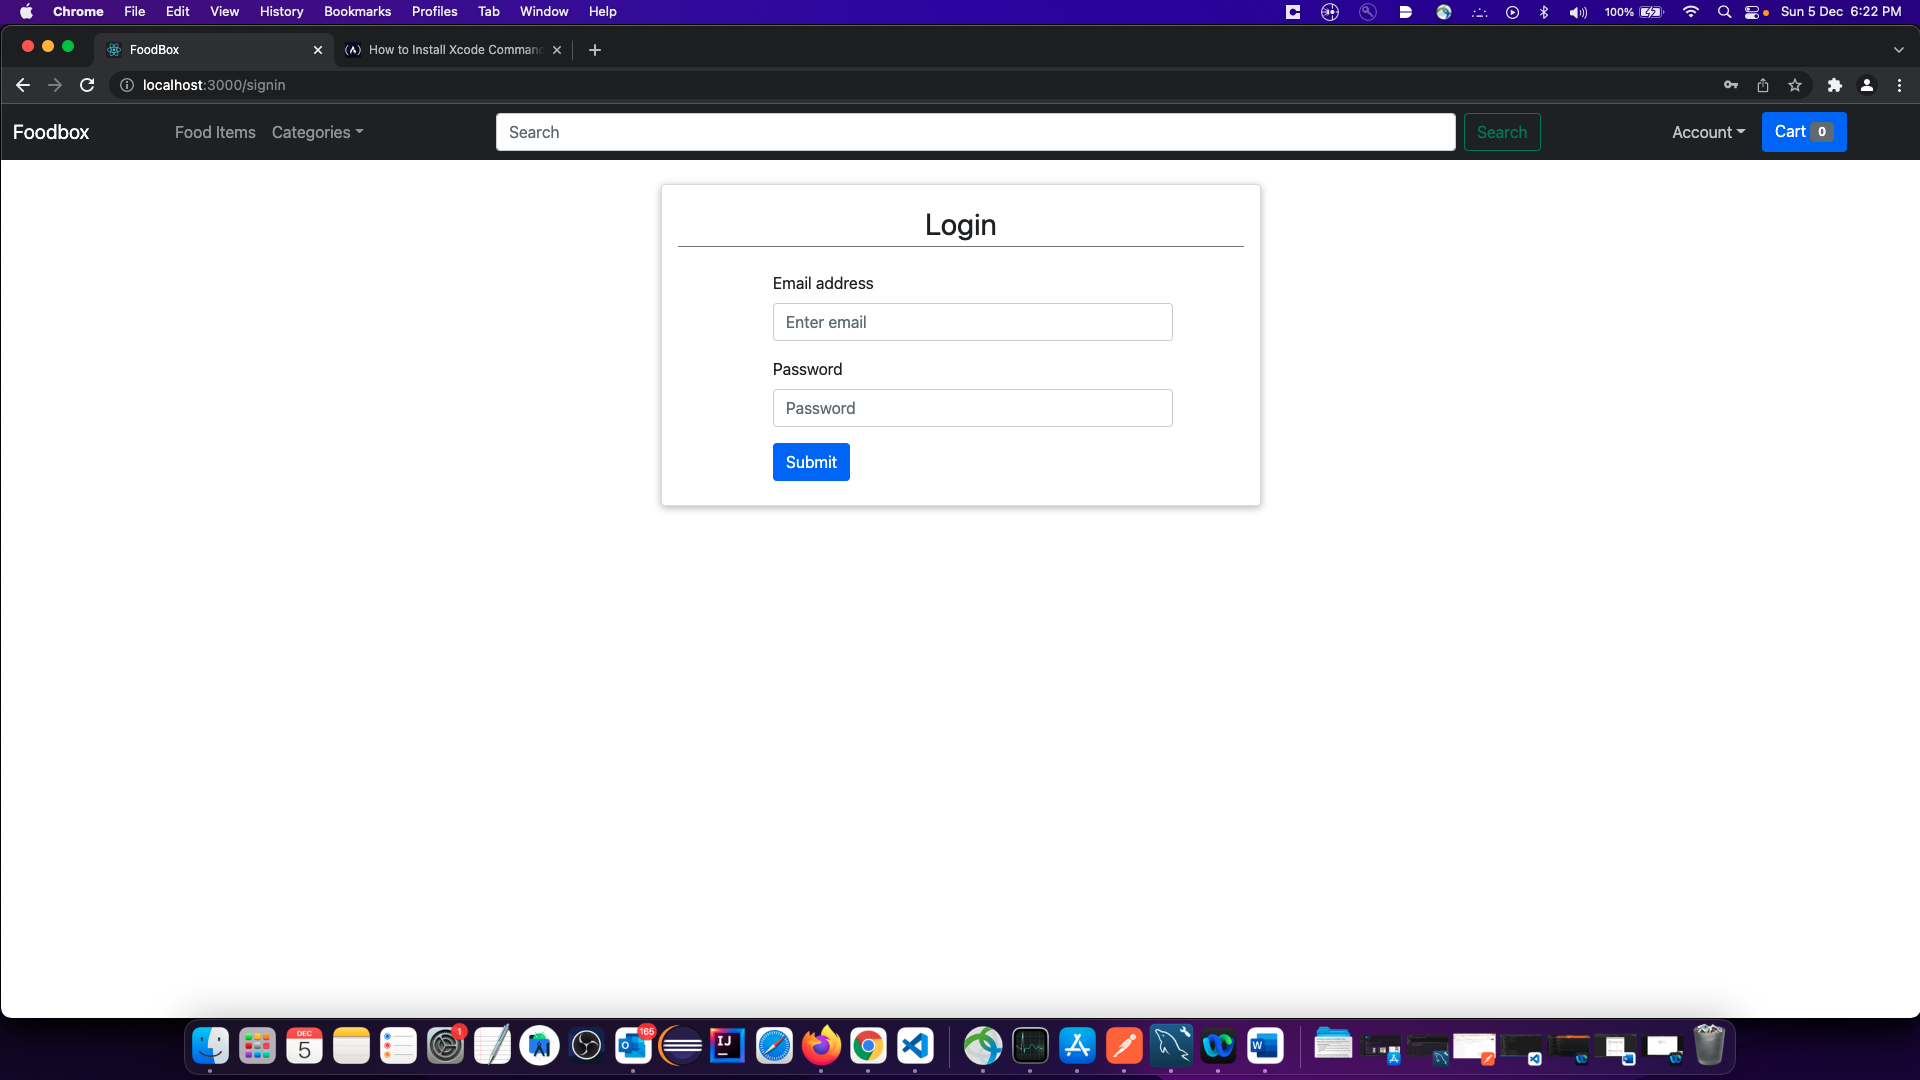 Chrome File Edit View History Bookmarks Profiles Tab Window Help 100% Sun 5 Dec 6:22 PM
FoodBox How to Install Xcode Comman
localhost:3000/signin
Foodbox Food Items Categories Search Search Account Cart 0
Login
Email address
Enter email
Password
Password
Submit
DEC
5
1
165
IJ
W